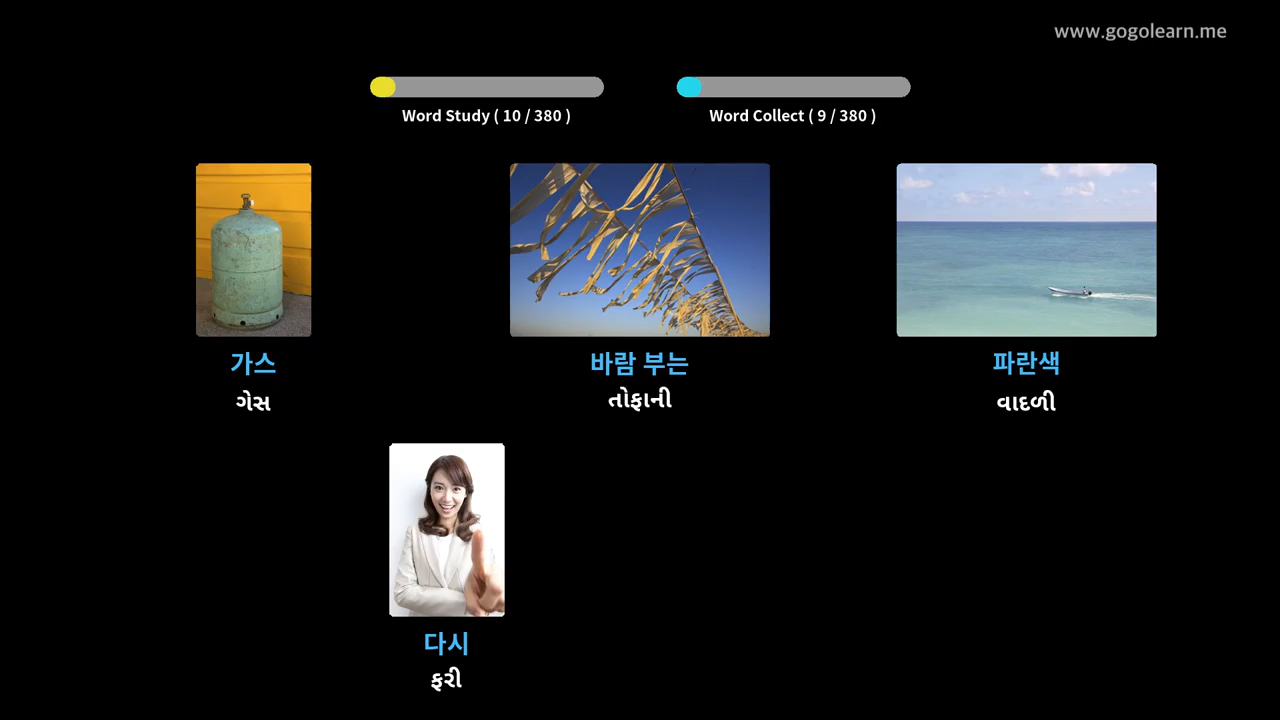 www.gogolearn.me
Word Study ( 10 / 380 )
Word Collect ( 9 / 380 )
가스
ગેસ
바람 부는
તોફાની
파란색
વાદળી
다시
ફરી